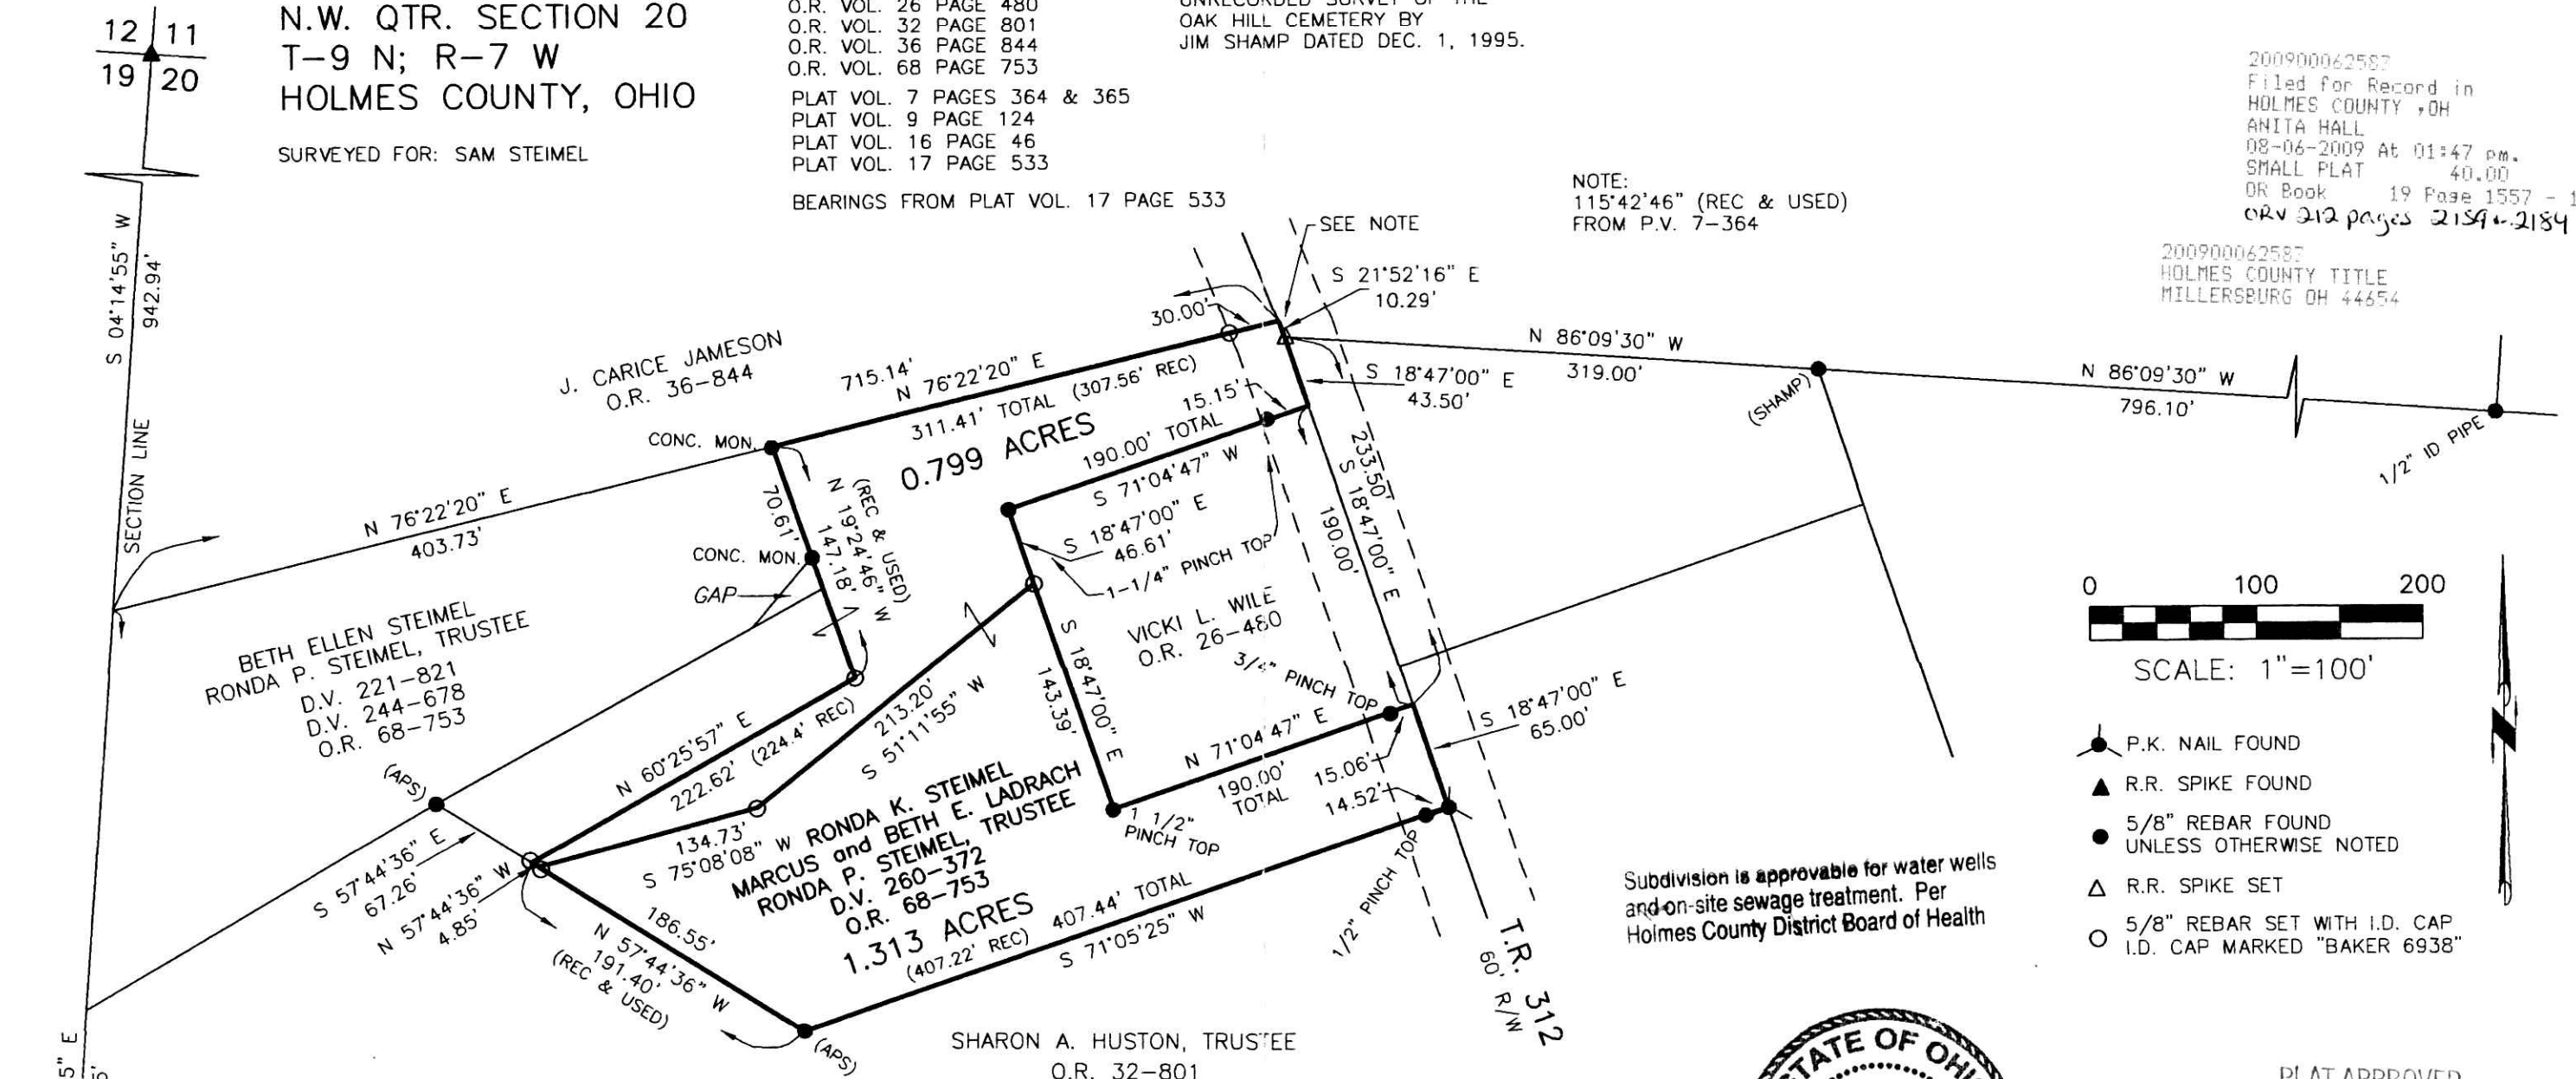 12 11
19 20
N.W. QTR. SECTION 20
T-9 N; R-7 W
HOLMES COUNTY, OHIO
SURVEYED FOR: SAM STEIMEL
O.R. VOL. 26 PAGE 480
O.R. VOL. 32 PAGE 801
O.R. VOL. 36 PAGE 844
O.R. VOL. 68 PAGE 753
PLAT VOL. 7 PAGES 364 & 365
PLAT VOL. 9 PAGE 124
PLAT VOL. 16 PAGE 46
PLAT VOL. 17 PAGE 533
BEARINGS FROM PLAT VOL. 17 PAGE 533
UNRECORDED SURVEY OF THE
OAK HILL CEMETERY BY
JIM SHAMP DATED DEC. 1, 1995.
NOTE:
115°42'46" (REC & USED)
FROM P.V. 7-364
200900062587
Filed for Record in
HOLMES COUNTY ,OH
ANITA HALL
08-06-2009 At 01:47 pm.
SMALL PLAT 40.00
OR Book 19 Page 1557 - 1
ORV 212 pages 2159-2184
200900062587
HOLMES COUNTY TITLE
MILLERSBURG OH 44654
S 04°14'55" W
942.94'
SECTION LINE
SEE NOTE
S 21°52'16" E
10.29'
30.00'
N 86°09'30" W
319.00'
N 86°09'30" W
796.10'
(SHAMP)
1/2" ID PIPE
S 18°47'00" E
43.50'
J. CARICE JAMESON
O.R. 36-844
715.14'
N 76°22'20" E
311.41' TOTAL (307.56' REC)
0.799 ACRES
15.15'
190.00' TOTAL
S 71°04'47" W
CONC. MON.
N 76°22'20" E
403.73'
70.61'
N 19°24'46" W
(REC & USED)
147.18'
CONC. MON.
GAP
S 18°47'00" E
46.61'
1-1/4" PINCH TOP
233.50'
S 18°47'00" E
190.00'
VICKI L. WILE
O.R. 26-480
3/4" PINCH TOP
BETH ELLEN STEIMEL
RONDA P. STEIMEL, TRUSTEE
D.V. 221-821
D.V. 244-678
O.R. 68-753
S 18°47'00" E
143.39'
N 71°04'47" E
190.00'
TOTAL
15.06'
14.52'
S 18°47'00" E
65.00'
N 60°25'57" E
222.62' (224.4' REC)
213.20'
S 51°11'55" W
(APS)
S 57°44'36" E
67.26'
N 57°44'36" W
4.85'
134.73'
S 75°08'08" W
RONDA K. STEIMEL
MARCUS and BETH E. LADRACH
RONDA P. STEIMEL, TRUSTEE
D.V. 260-372
O.R. 68-753
1.313 ACRES
1 1/2"
PINCH TOP
1/2" PINCH TOP
407.44' TOTAL
(407.22' REC)
S 71°05'25" W
186.55'
N 57°44'36" W
191.40'
(REC & USED)
(APS)
SHARON A. HUSTON, TRUSTEE
O.R. 32-801
T.R. 312
60' R/W
0 100 200
SCALE: 1"=100'
P.K. NAIL FOUND
R.R. SPIKE FOUND
5/8" REBAR FOUND
UNLESS OTHERWISE NOTED
R.R. SPIKE SET
5/8" REBAR SET WITH I.D. CAP
I.D. CAP MARKED "BAKER 6938"
Subdivision is approvable for water wells
and on-site sewage treatment. Per
Holmes County District Board of Health
STATE OF OHIO
PLAT APPROVED
5" E